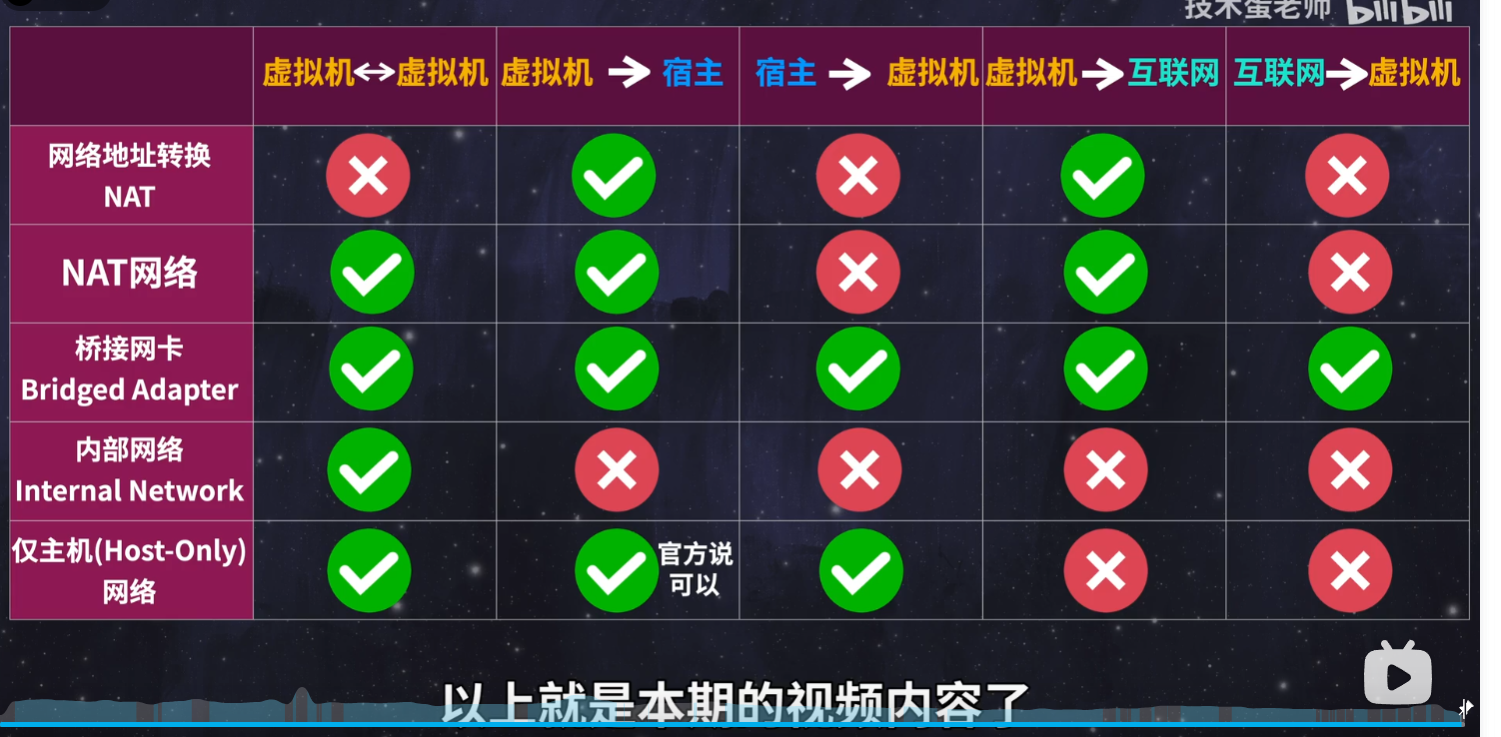 技术蛋老师 bilibili
虚拟机↔虚拟机 虚拟机 → 宿主 宿主 → 虚拟机 虚拟机→互联网 互联网→虚拟机
网络地址转换
NAT
NAT网络
桥接网卡
Bridged Adapter
内部网络
Internal Network
仅主机(Host-Only)
网络
官方说
可以
以上就是本期的视频内容了